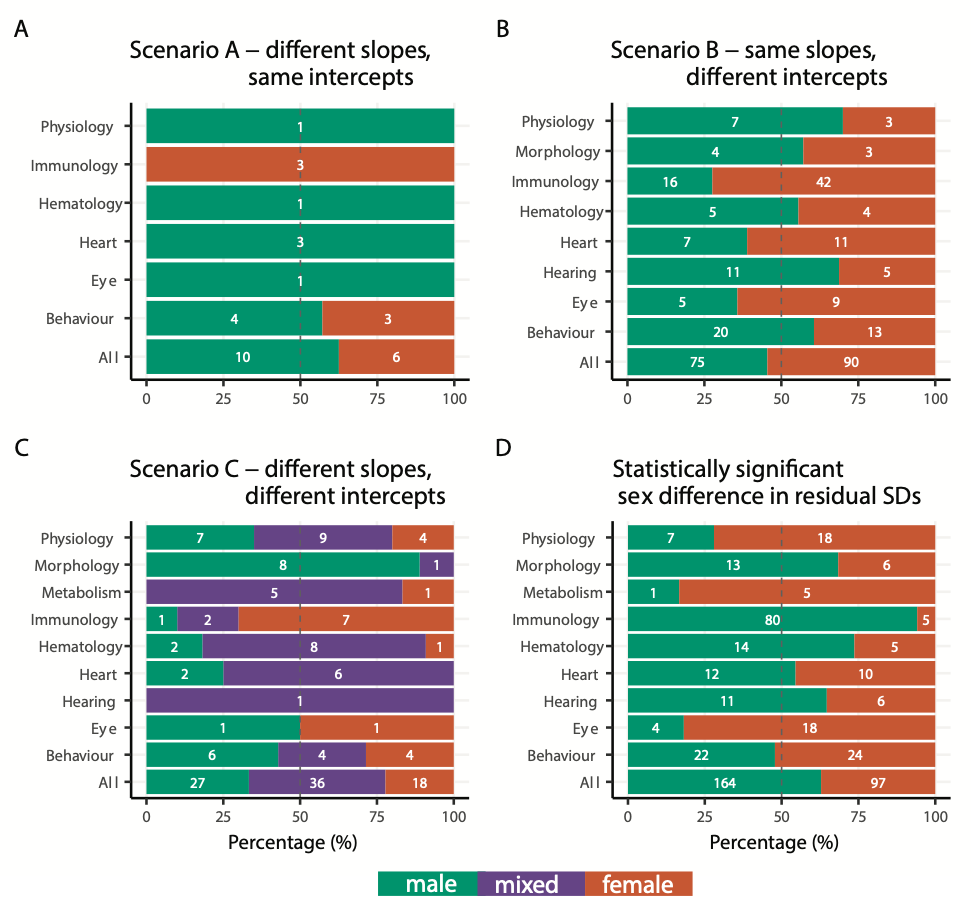 A
Scenario A – different slopes,
same intercepts
Physiology 1
Immunology 3
Hematology 1
Heart 3
Eye 1
Behaviour 4 3
All 10 6
0 25 50 75 100
B
Scenario B – same slopes,
different intercepts
Physiology 7 3
Morphology 4 3
Immunology 16 42
Hematology 5 4
Heart 7 11
Hearing 11 5
Eye 5 9
Behaviour 20 13
All 75 90
0 25 50 75 100
C
Scenario C – different slopes,
different intercepts
Physiology 7 9 4
Morphology 8 1
Metabolism 5 1
Immunology 1 2 7
Hematology 2 8 1
Heart 2 6
Hearing 1
Eye 1 1
Behaviour 6 4 4
All 27 36 18
0 25 50 75 100
Percentage (%)
D
Statistically significant
sex difference in residual SDs
Physiology 7 18
Morphology 13 6
Metabolism 1 5
Immunology 80 5
Hematology 14 5
Heart 12 10
Hearing 11 6
Eye 4 18
Behaviour 22 24
All 164 97
0 25 50 75 100
Percentage (%)
male mixed female